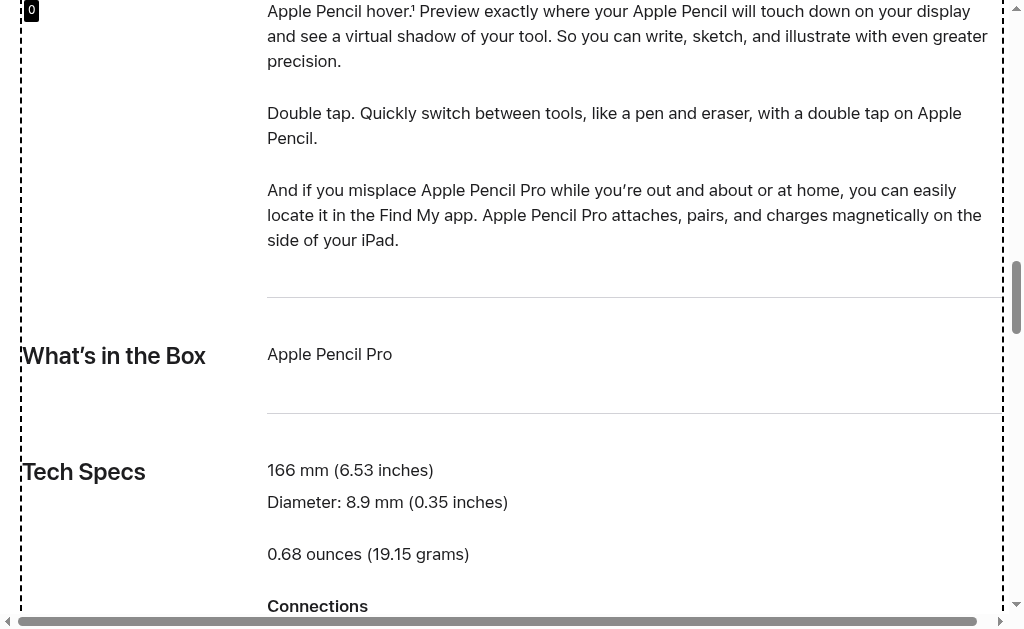 0
Apple Pencil hover.¹ Preview exactly where your Apple Pencil will touch down on your display
and see a virtual shadow of your tool. So you can write, sketch, and illustrate with even greater
precision.
Double tap. Quickly switch between tools, like a pen and eraser, with a double tap on Apple
Pencil.
And if you misplace Apple Pencil Pro while you’re out and about or at home, you can easily
locate it in the Find My app. Apple Pencil Pro attaches, pairs, and charges magnetically on the
side of your iPad.
What’s in the Box
Apple Pencil Pro
Tech Specs
166 mm (6.53 inches)
Diameter: 8.9 mm (0.35 inches)
0.68 ounces (19.15 grams)
Connections